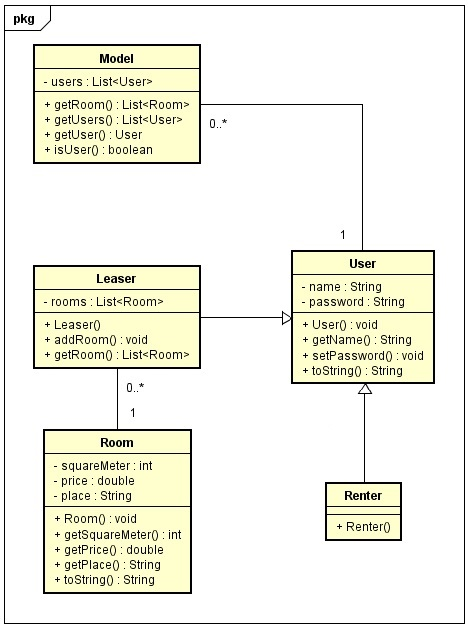 pkg
Model
- users : List<User>
+ getRoom() : List<Room>
+ getUsers() : List<User>
+ getUser() : User
+ isUser() : boolean
0..*
1
User
- name : String
- password : String
+ User() : void
+ getName() : String
+ setPassword() : void
+ toString() : String
Leaser
- rooms : List<Room>
+ Leaser()
+ addRoom() : void
+ getRoom() : List<Room>
0..*
1
Room
- squareMeter : int
- price : double
- place : String
+ Room() : void
+ getSquareMeter() : int
+ getPrice() : double
+ getPlace() : String
+ toString() : String
Renter
+ Renter()